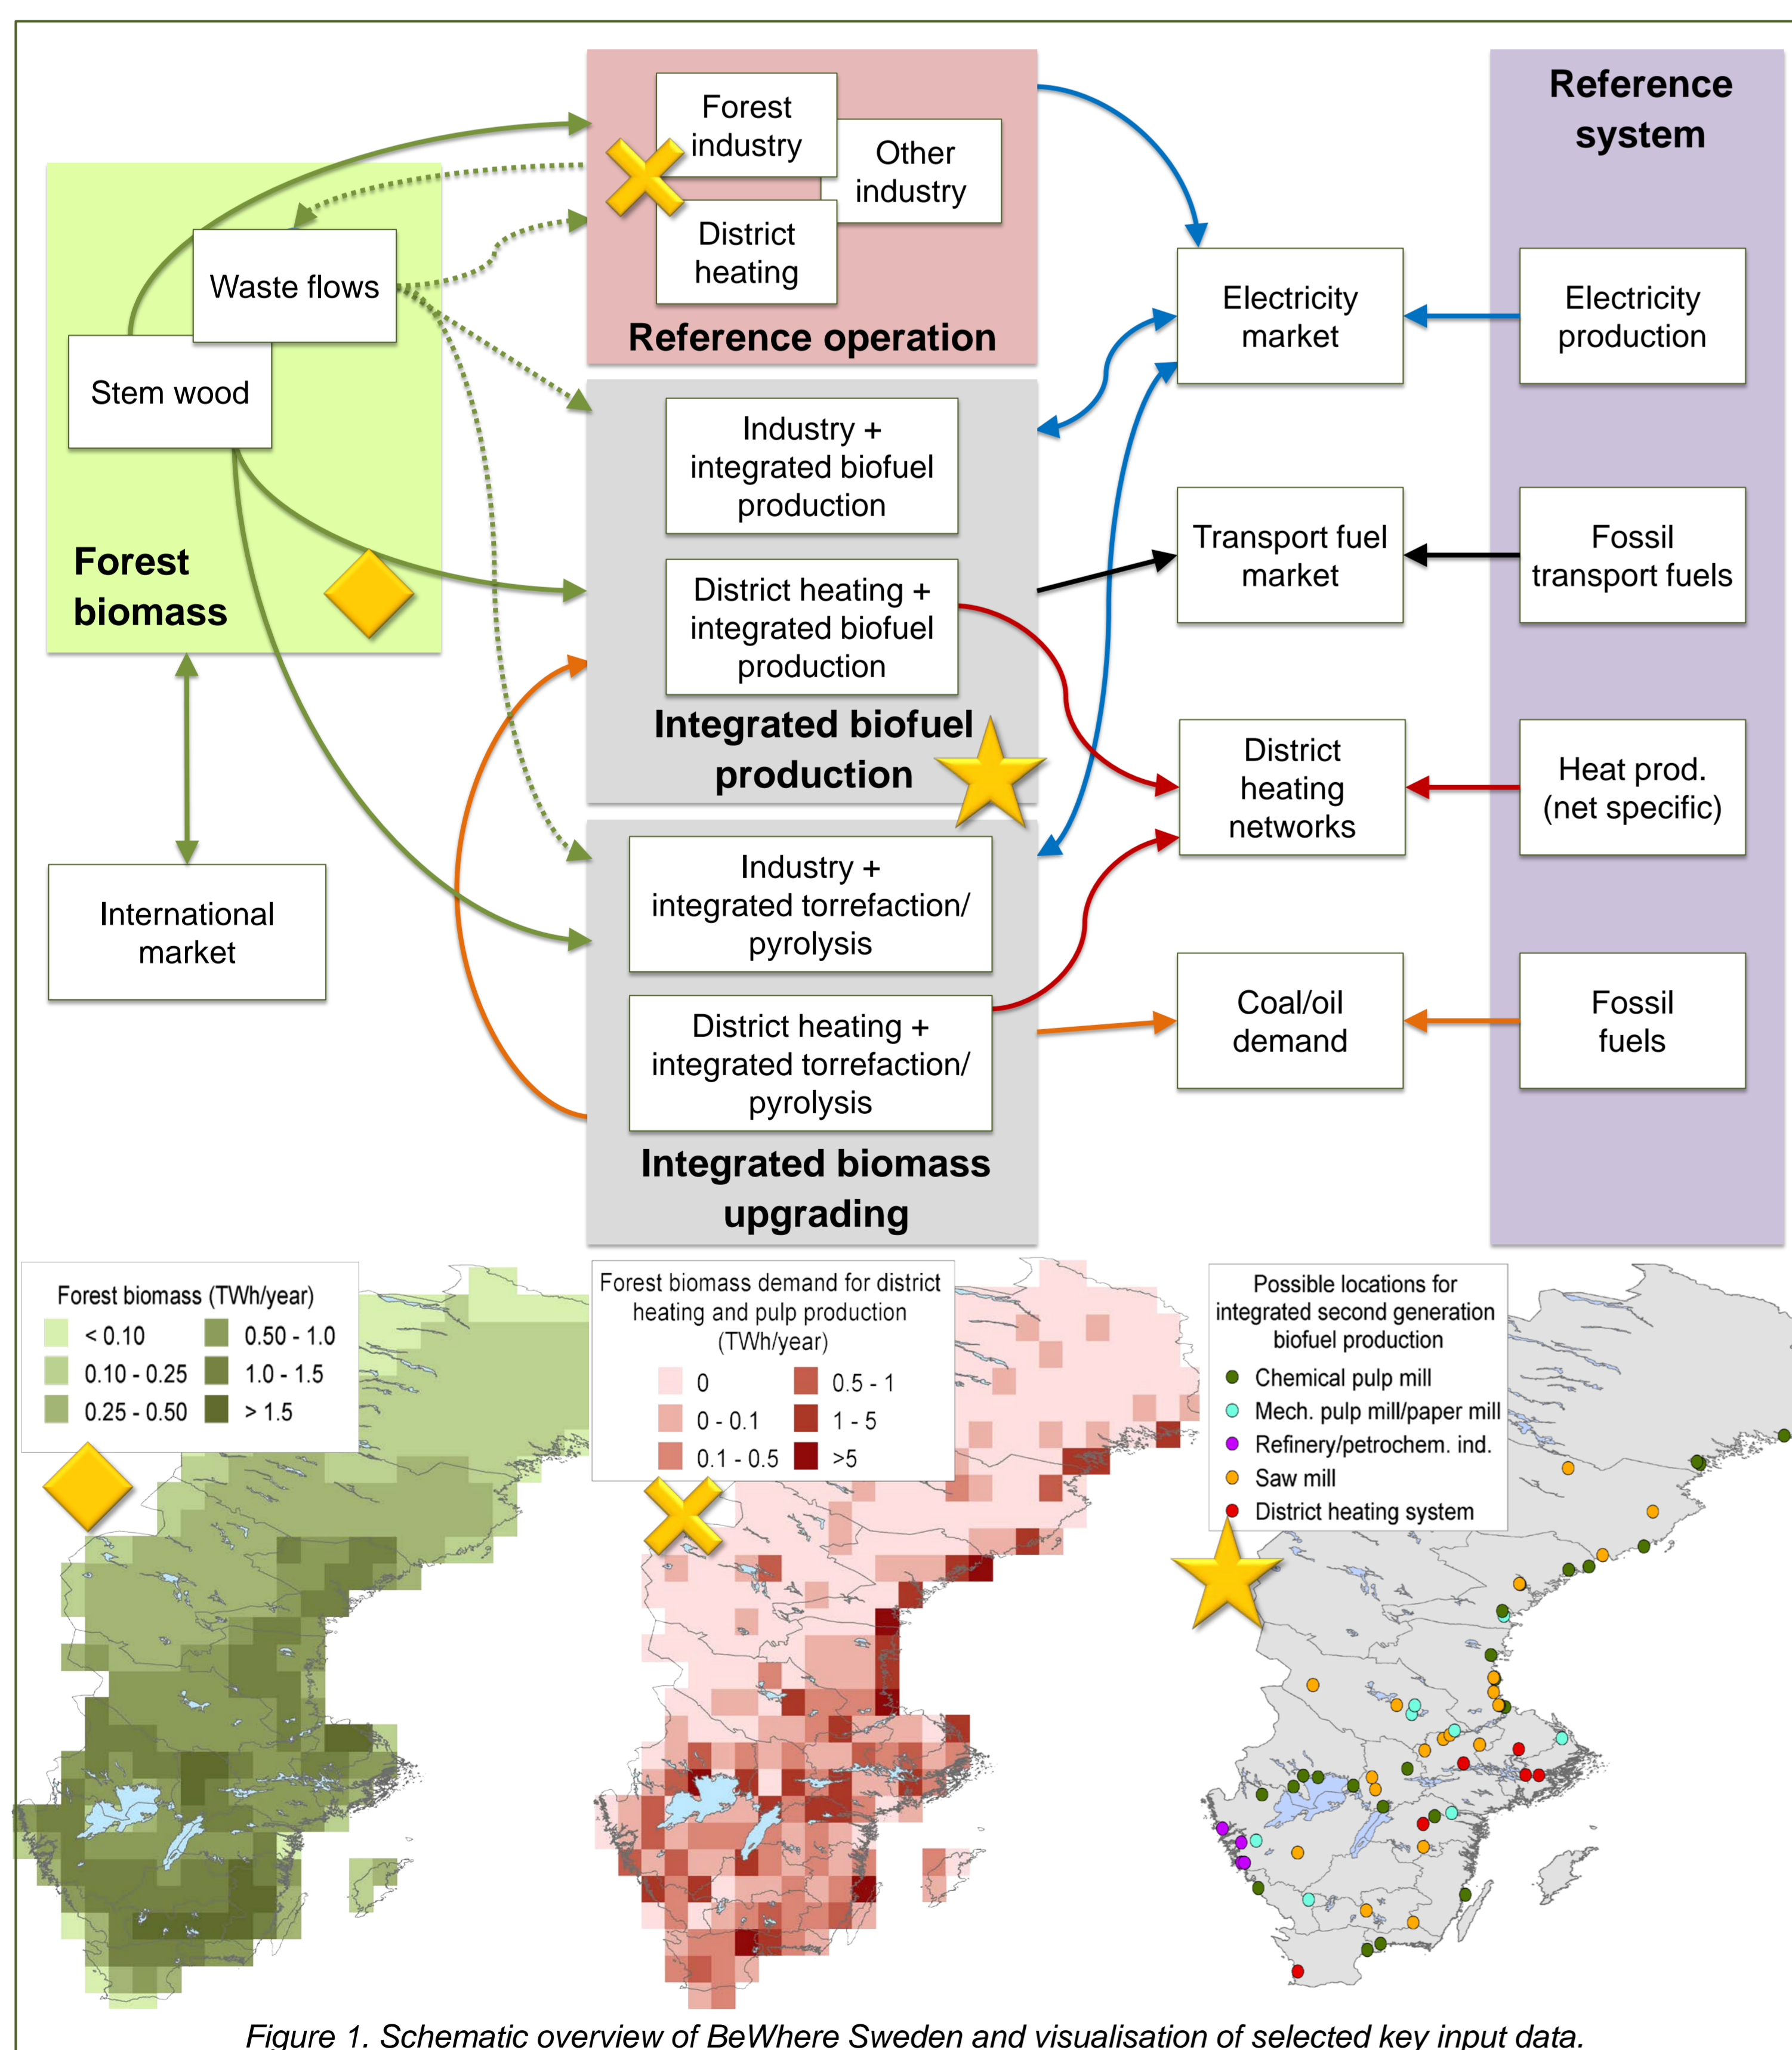 Forest
industry
Other
industry
District
heating
Reference operation
Reference
system
Waste flows
Stem wood
Forest
biomass
International
market
Industry +
integrated biofuel
production
District heating +
integrated biofuel
production
Integrated biofuel
production
Industry +
integrated torrefaction/
pyrolysis
District heating +
integrated torrefaction/
pyrolysis
Integrated biomass
upgrading
Electricity
market
Transport fuel
market
District
heating
networks
Coal/oil
demand
Electricity
production
Fossil
transport fuels
Heat prod.
(net specific)
Fossil
fuels
Forest biomass (TWh/year)
< 0.10
0.10 - 0.25
0.25 - 0.50
0.50 - 1.0
1.0 - 1.5
> 1.5
Forest biomass demand for district
heating and pulp production
(TWh/year)
0
0 - 0.1
0.1 - 0.5
0.5 - 1
1 - 5
>5
Possible locations for
integrated second generation
biofuel production
Chemical pulp mill
Mech. pulp mill/paper mill
Refinery/petrochem. ind.
Saw mill
District heating system
Figure 1. Schematic overview of BeWhere Sweden and visualisation of selected key input data.